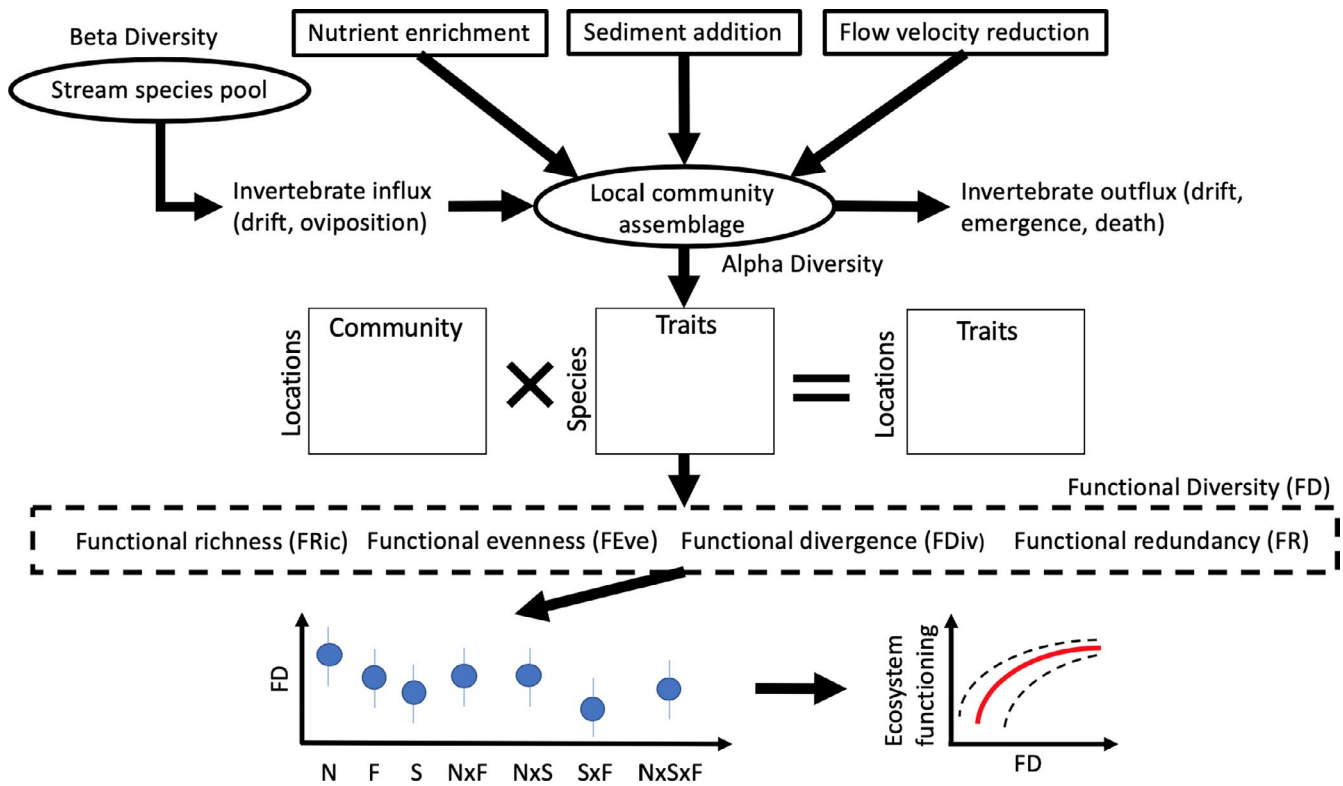 Beta Diversity
Stream species pool
Nutrient enrichment
Sediment addition
Flow velocity reduction
Invertebrate influx
(drift, oviposition)
Local community
assemblage
Invertebrate outflux (drift,
emergence, death)
Alpha Diversity
Locations
Community
Species
Traits
Locations
Traits
Functional Diversity (FD)
Functional richness (FRic)
Functional evenness (FEve)
Functional divergence (FDiv)
Functional redundancy (FR)
FD
N F S NxF NxS SxF NxSxF
Ecosystem
functioning
FD